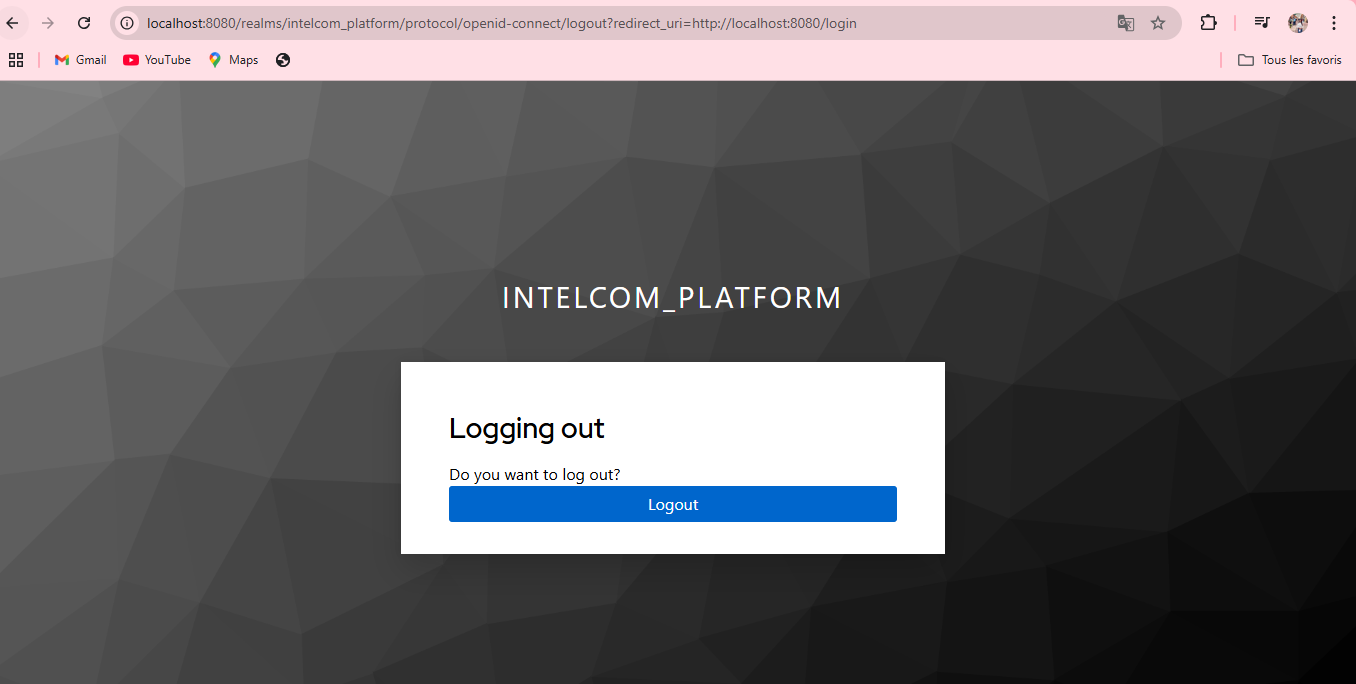 localhost:8080/realms/intelcom_platform/protocol/openid-connect/logout?redirect_uri=http://localhost:8080/login
Gmail YouTube Maps Tous les favoris
INTELCOM_PLATFORM
Logging out
Do you want to log out?
Logout